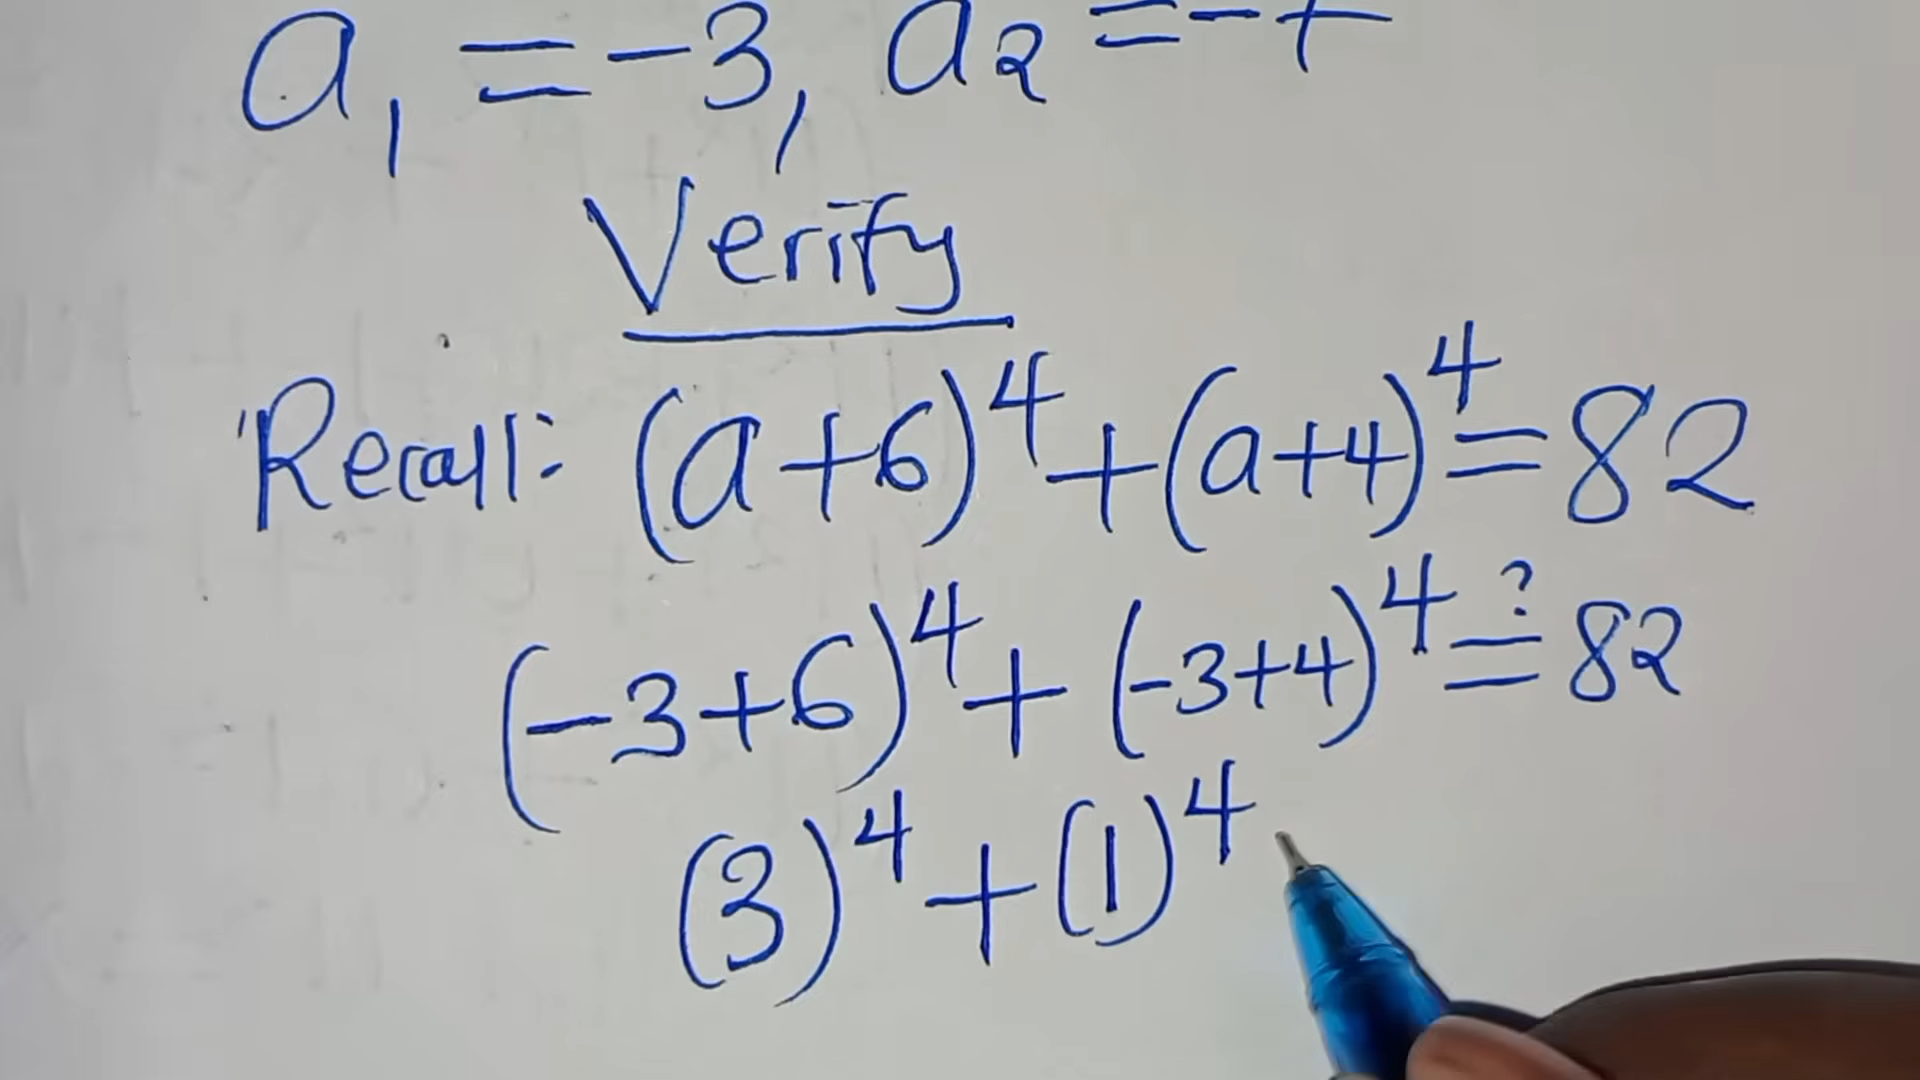 a₁ = -3, a₂ = -7
Verify
Recall: (a+6)⁴+(a+4)⁴=82
(-3+6)⁴+(-3+4)⁴ ≟ 82
(3)⁴+(1)⁴